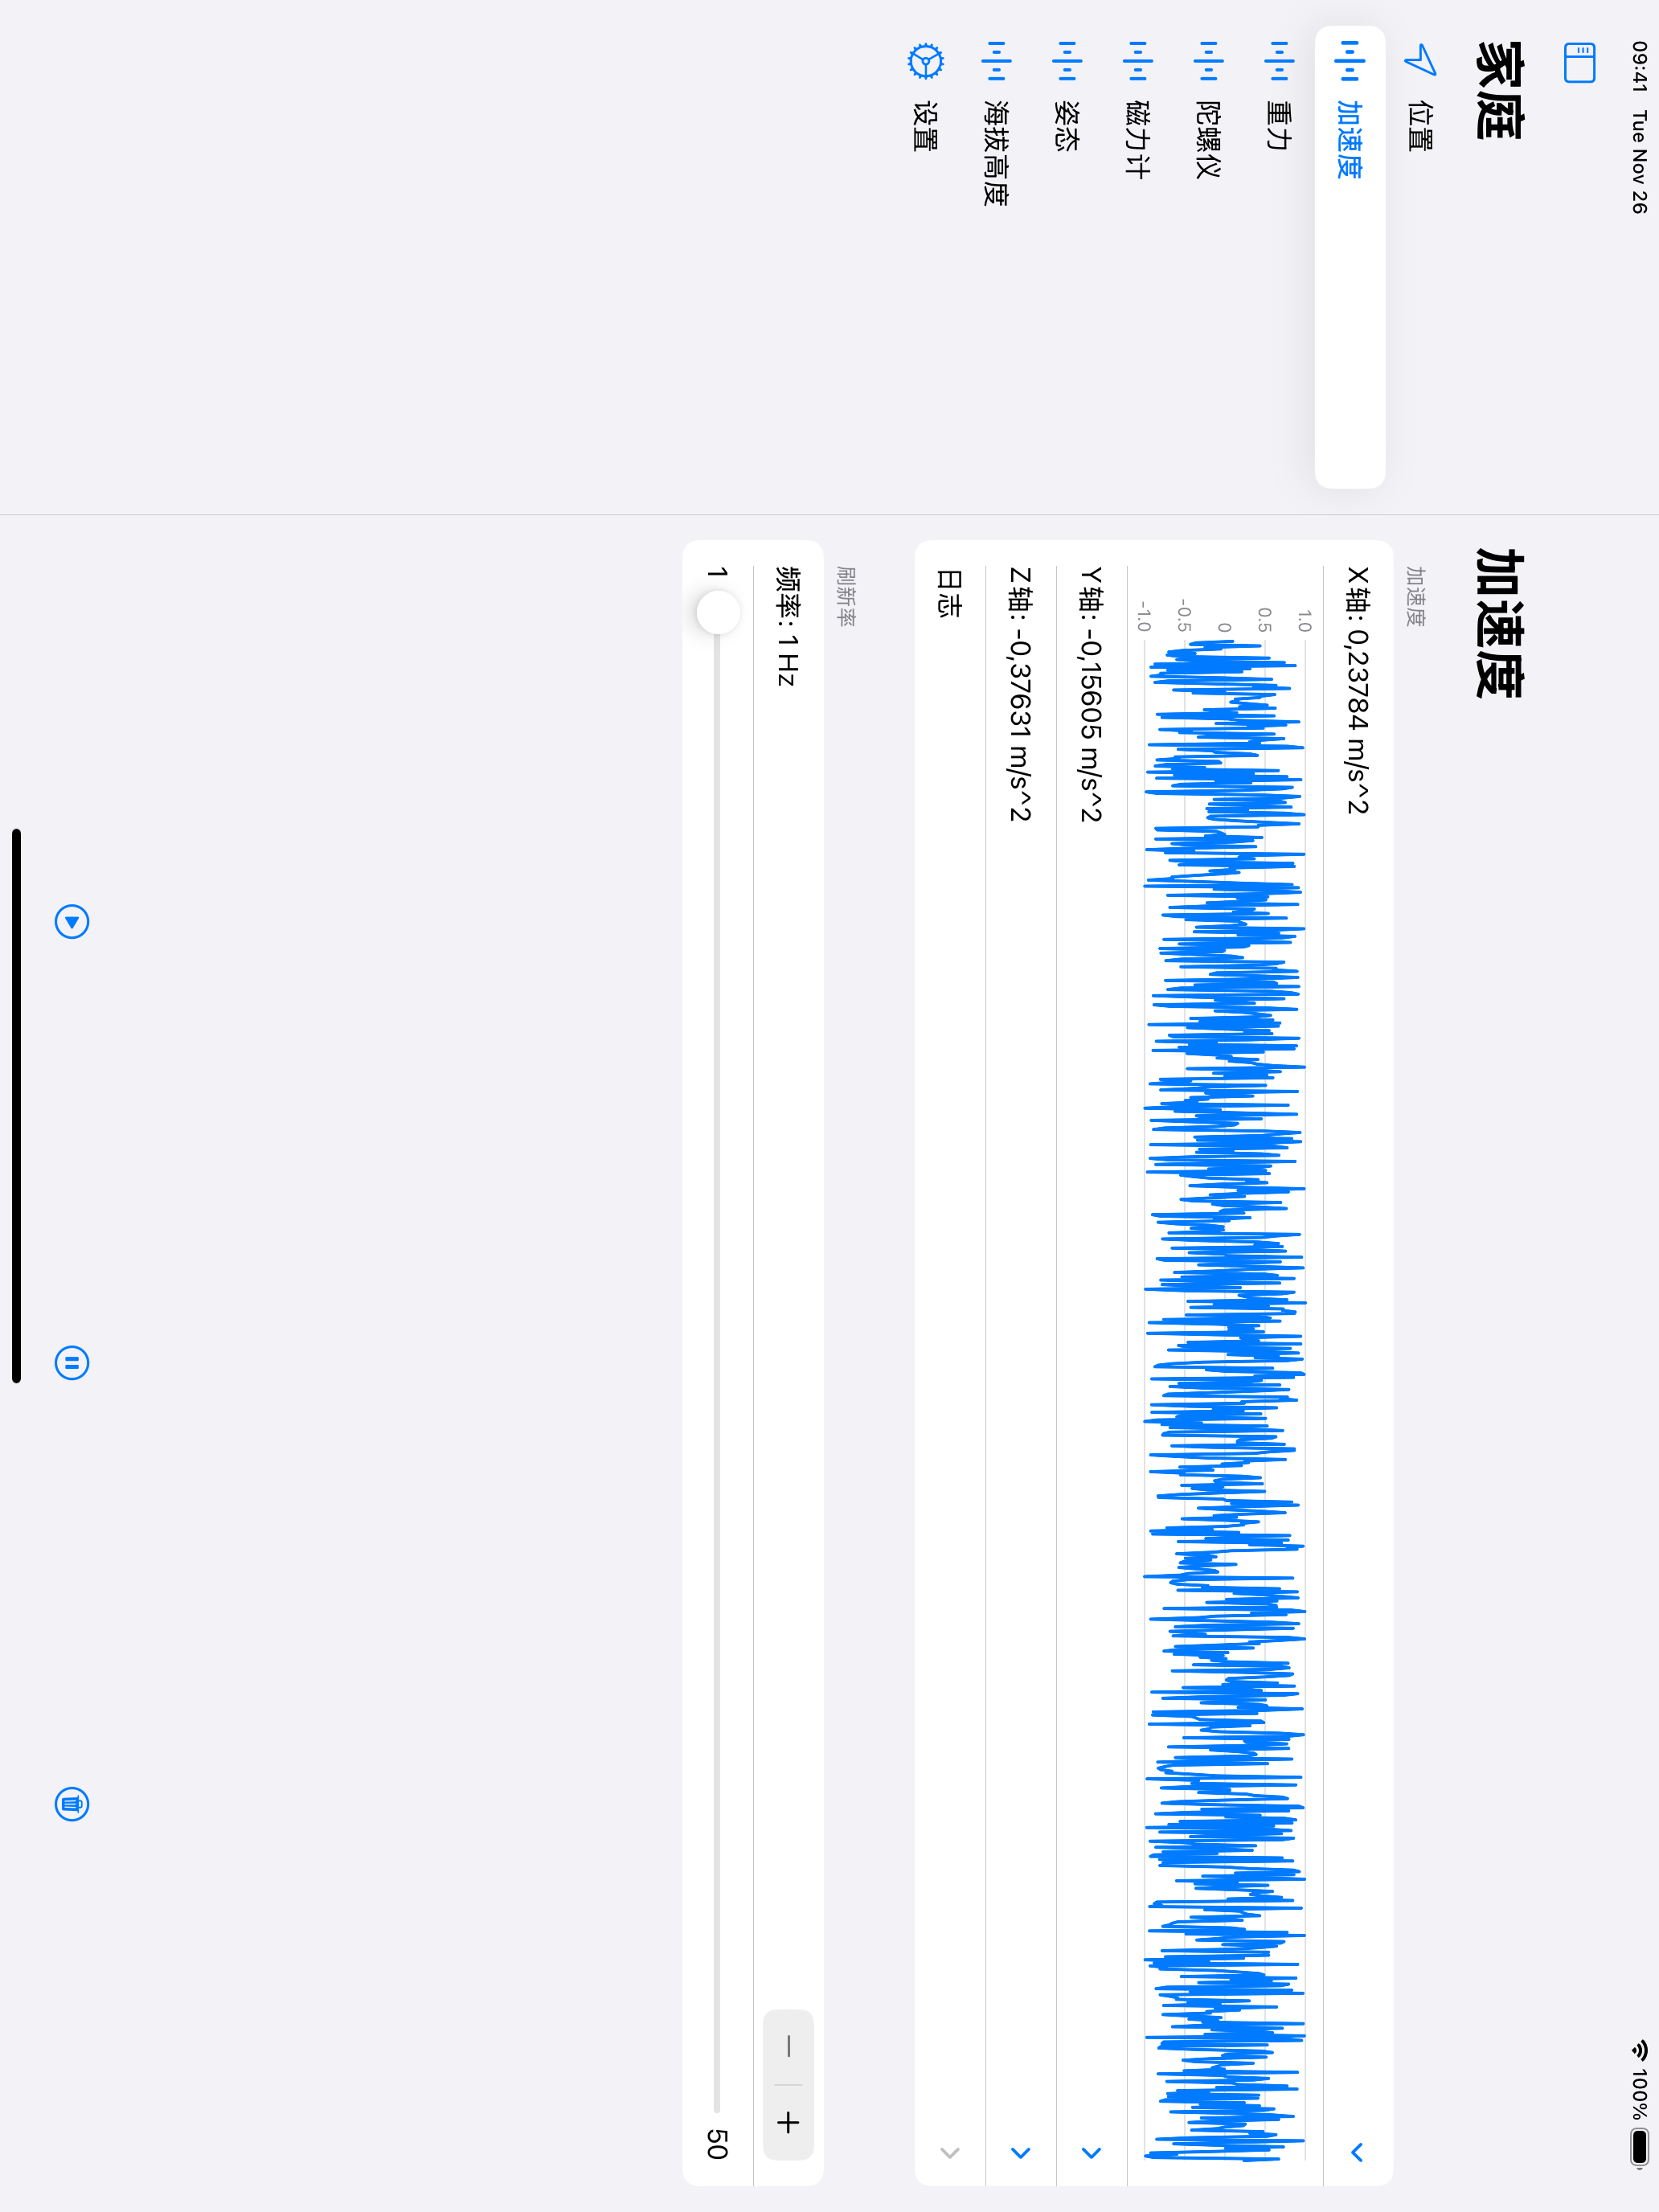 09:41 Tue Nov 26
100%
家庭
位置
加速度
重力
陀螺仪
磁力计
姿态
海拔高度
设置
加速度
加速度
X 轴: 0,23784 m/s^2
1.0
0.5
0
-0.5
-1.0
Y 轴: -0,15605 m/s^2
Z 轴: -0,37631 m/s^2
日志
刷新率
频率: 1 Hz
1
50